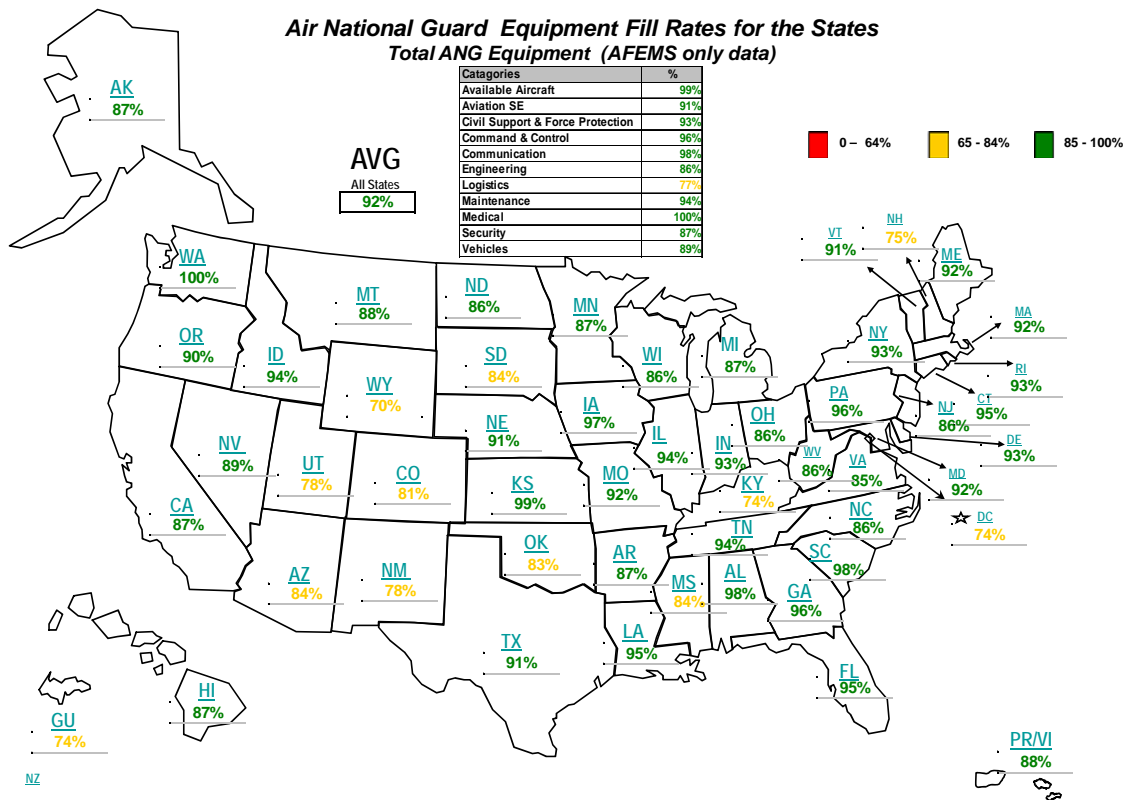 Air National Guard Equipment Fill Rates for the States
Total ANG Equipment (AFEMS only data)
Catagories %
Available Aircraft 99%
Aviation SE 91%
Civil Support & Force Protection 93%
Command & Control 96%
Communication 98%
Engineering 86%
Logistics 77%
Maintenance 94%
Medical 100%
Security 87%
Vehicles 89%
AVG
All States
92%
0 – 64%
65 - 84%
85 - 100%
AK
87%
WA
100%
OR
90%
CA
87%
NV
89%
ID
94%
MT
88%
WY
70%
UT
78%
CO
81%
AZ
84%
NM
78%
ND
86%
SD
84%
NE
91%
KS
99%
OK
83%
TX
91%
MN
87%
IA
97%
MO
92%
AR
87%
LA
95%
WI
86%
IL
94%
MI
87%
IN
93%
OH
86%
KY
74%
TN
94%
MS
84%
AL
98%
GA
96%
FL
95%
SC
98%
NC
86%
VA
85%
WV
86%
PA
96%
NY
93%
VT
91%
NH
75%
ME
92%
MA
92%
RI
93%
CT
95%
NJ
86%
DE
93%
MD
92%
DC
74%
HI
87%
GU
74%
NZ
PR/VI
88%